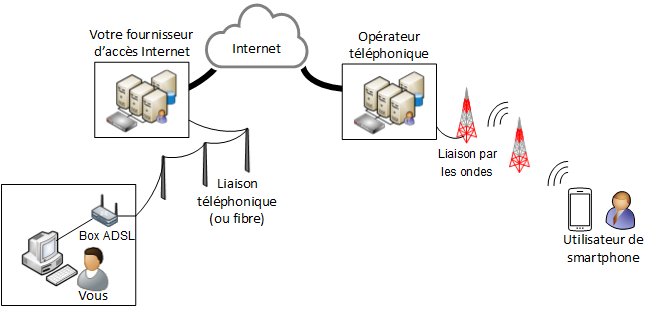 Votre fournisseur
d'accès Internet
Internet
Opérateur
téléphonique
Liaison par
les ondes
Liaison
téléphonique
(ou fibre)
Box ADSL
Vous
Utilisateur de
smartphone